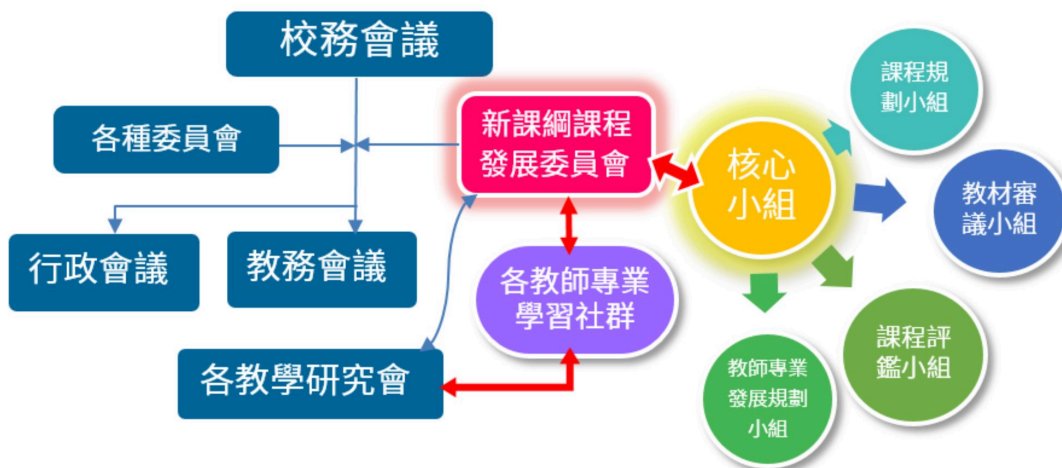 校務會議
各種委員會
新課綱課程
發展委員會
行政會議
教務會議
各教師專業
學習社群
各教學研究會
核心
小組
課程規
劃小組
教材審
議小組
課程評
鑑小組
教師專業
發展規劃
小組